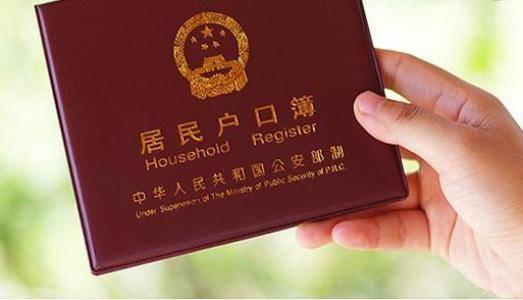 居民户口簿
Household Register
中华人民共和国公安部制
Under Supervision of The Ministry of Public Security of P.R.C.